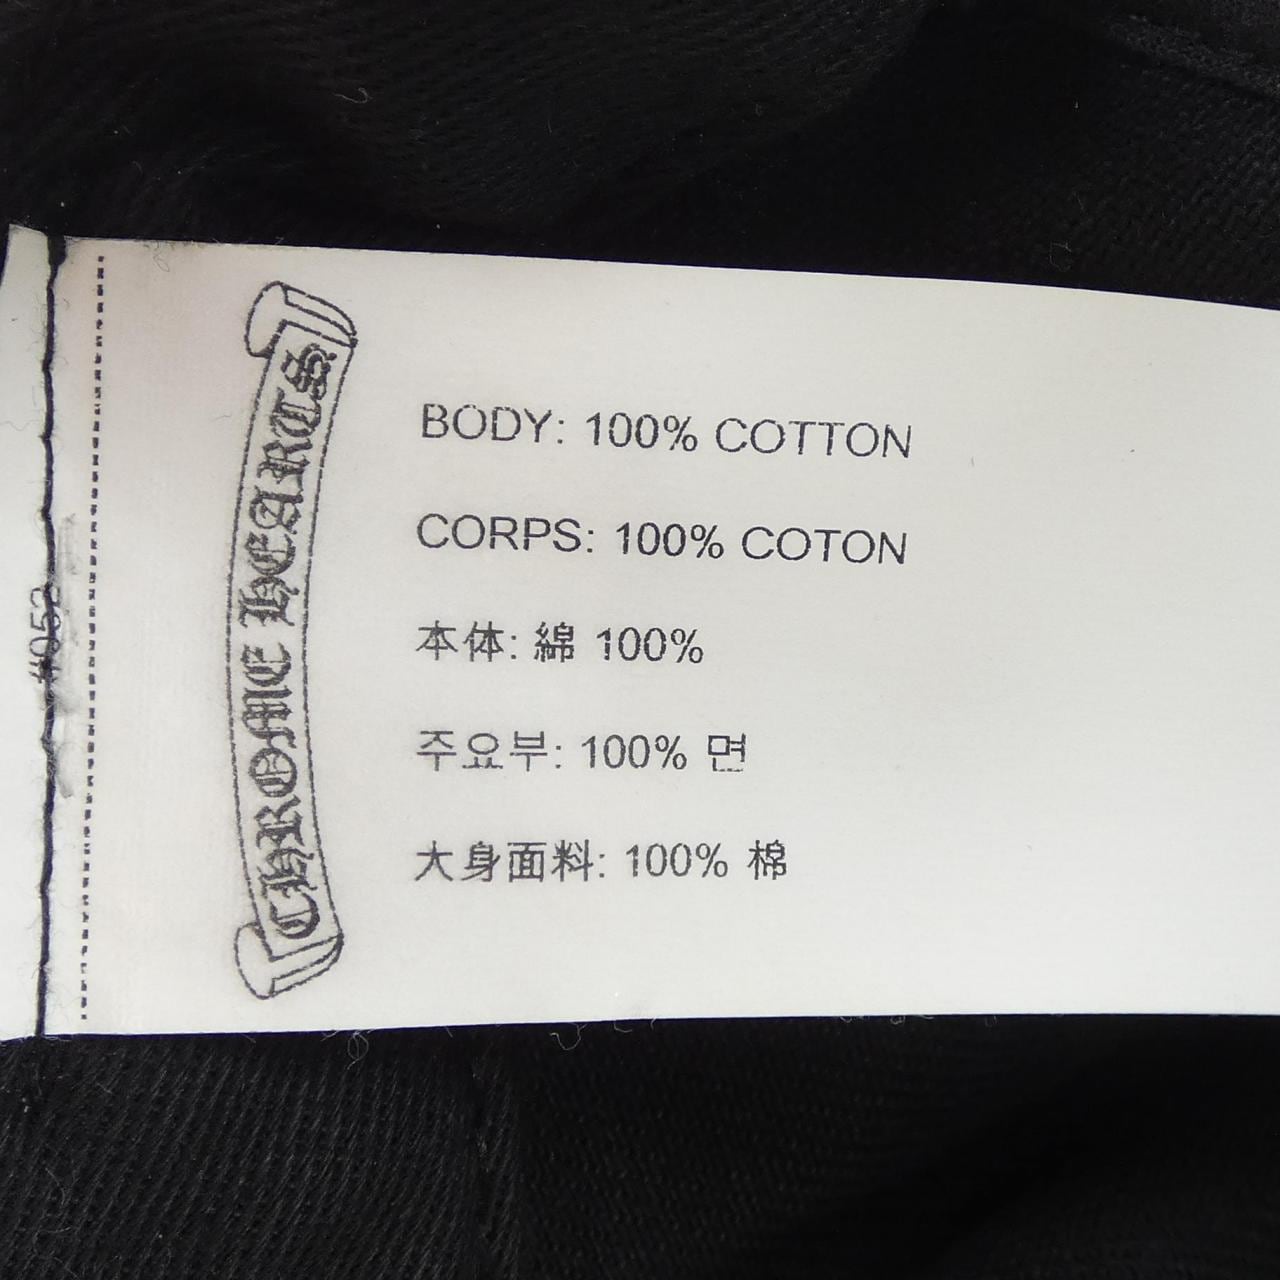 #052
CHROME HEARTS
BODY: 100% COTTON
CORPS: 100% COTON
本体: 綿 100%
주요부: 100% 면
大身面料: 100% 棉